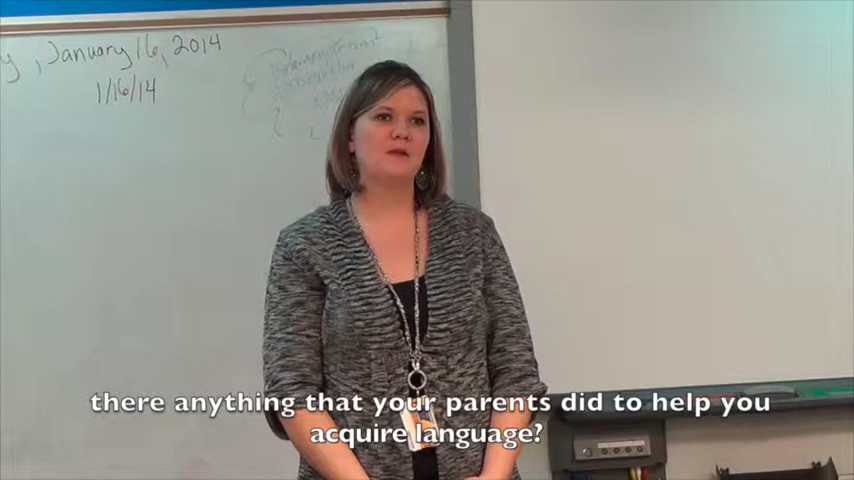 y, January 16, 2014
1/16/14
there anything that your parents did to help you
acquire language?